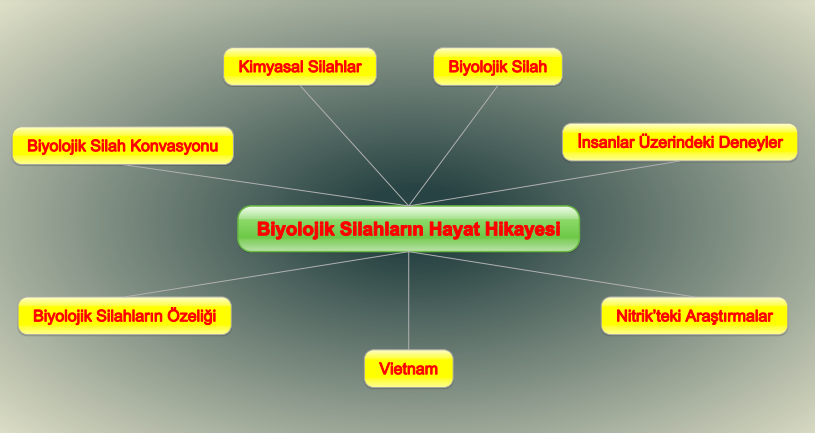 Kimyasal Silahlar
Biyolojik Silah
Biyolojik Silah Konvasyonu
İnsanlar Üzerindeki Deneyler
Biyolojik Silahların Hayat Hikayesi
Biyolojik Silahların Özeliği
Nitrik'teki Araştırmalar
Vietnam